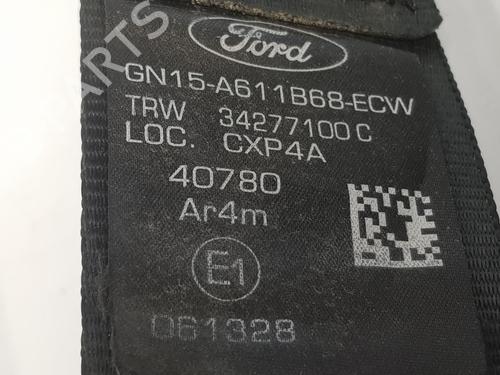 Ford
GN15-A611B68-ECW
TRW 34277100 C
LOC. CXP4A
40780
Ar4m
E1
061328